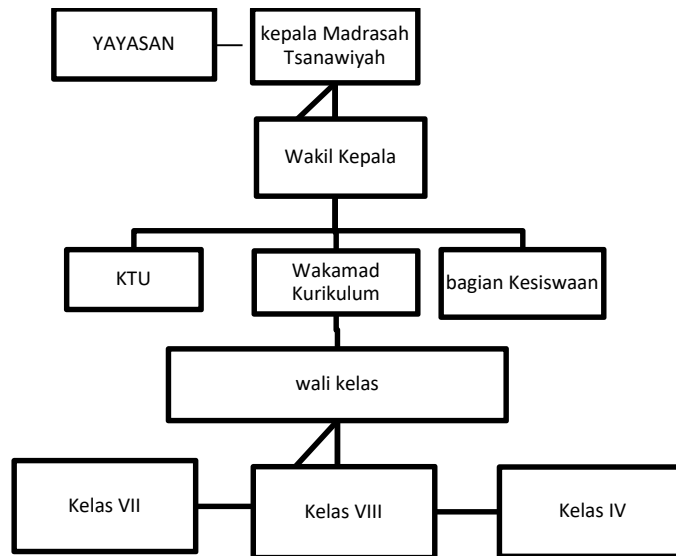 YAYASAN
kepala Madrasah
Tsanawiyah
Wakil Kepala
KTU
Wakamad
Kurikulum
bagian Kesiswaan
wali kelas
Kelas VII
Kelas VIII
Kelas IV